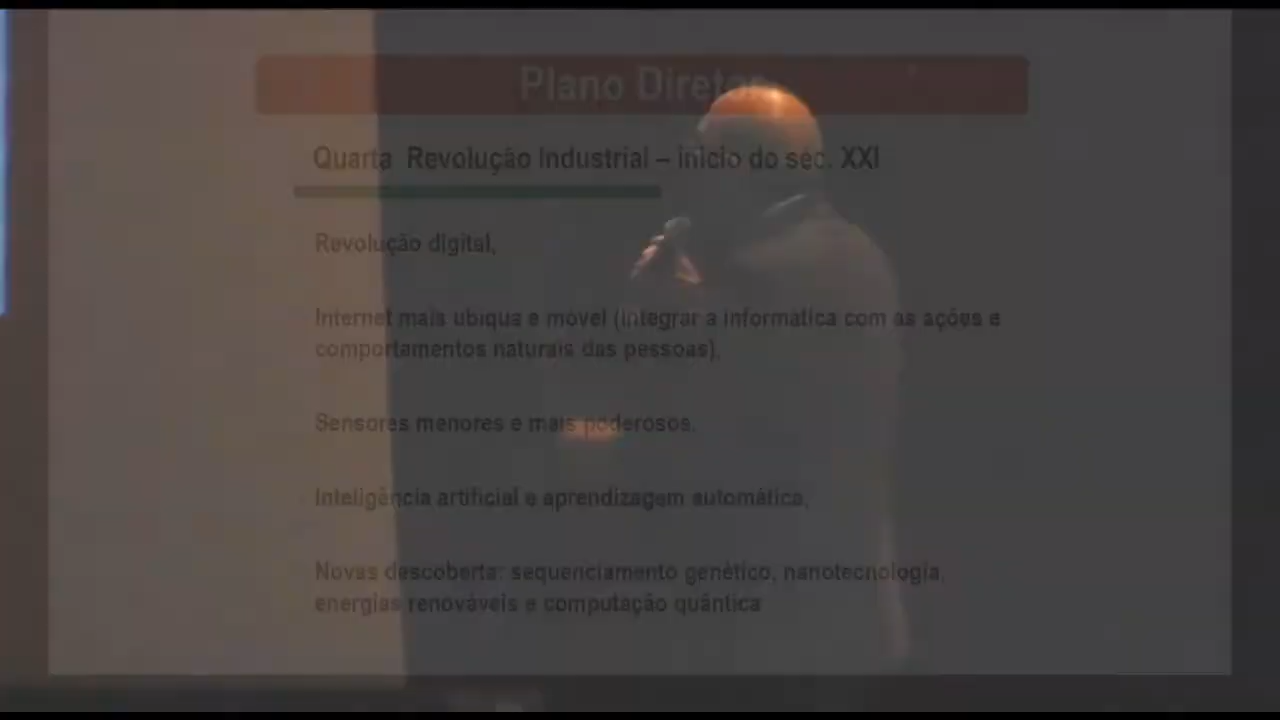 Plano Diretor
Quarta Revolução Industrial – início do séc. XXI
Revolução digital,
Internet mais ubíqua e móvel (integrar a informática com as ações e
comportamentos naturais das pessoas),
Sensores menores e mais poderosos,
Inteligência artificial e aprendizagem automática,
Novas descoberta: sequenciamento genético, nanotecnologia,
energias renováveis e computação quântica